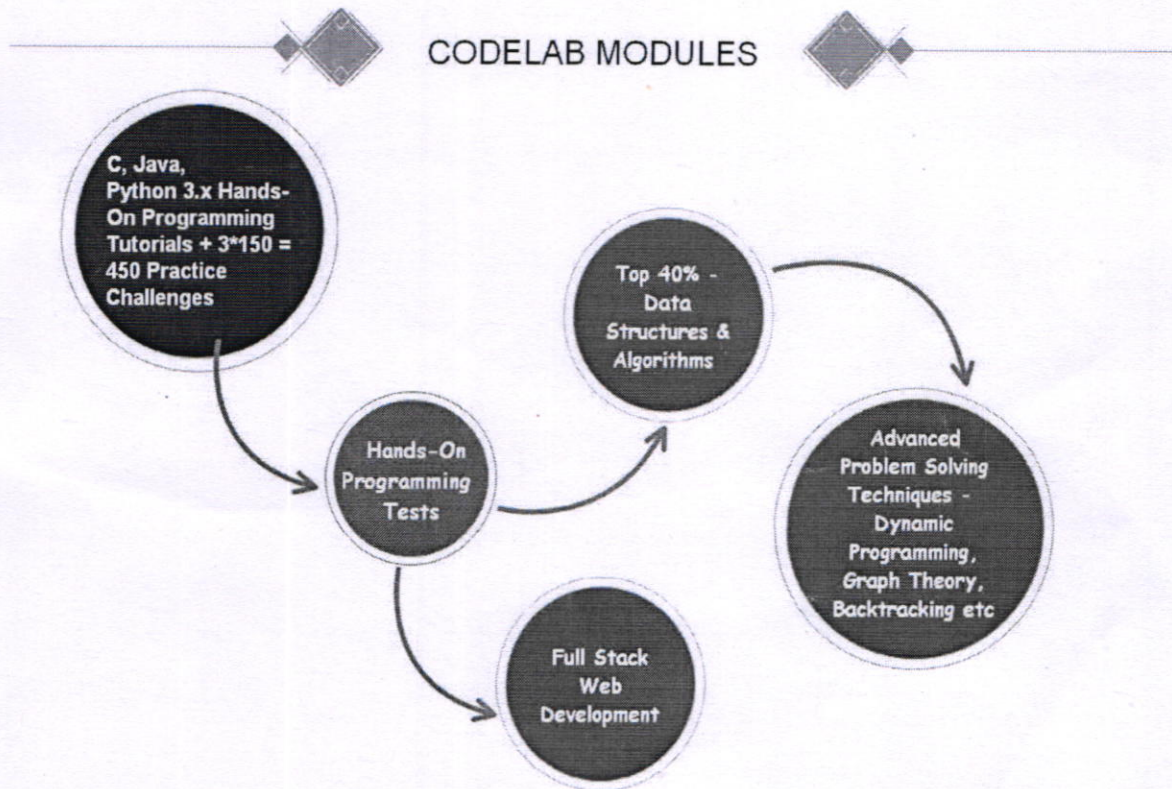 CODELAB MODULES
C, Java,
Python 3.x Hands-
On Programming
Tutorials + 3*150 =
450 Practice
Challenges
Hands-On
Programming
Tests
Top 40% -
Data
Structures &
Algorithms
Advanced
Problem Solving
Techniques -
Dynamic
Programming,
Graph Theory,
Backtracking etc
Full Stack
Web
Development